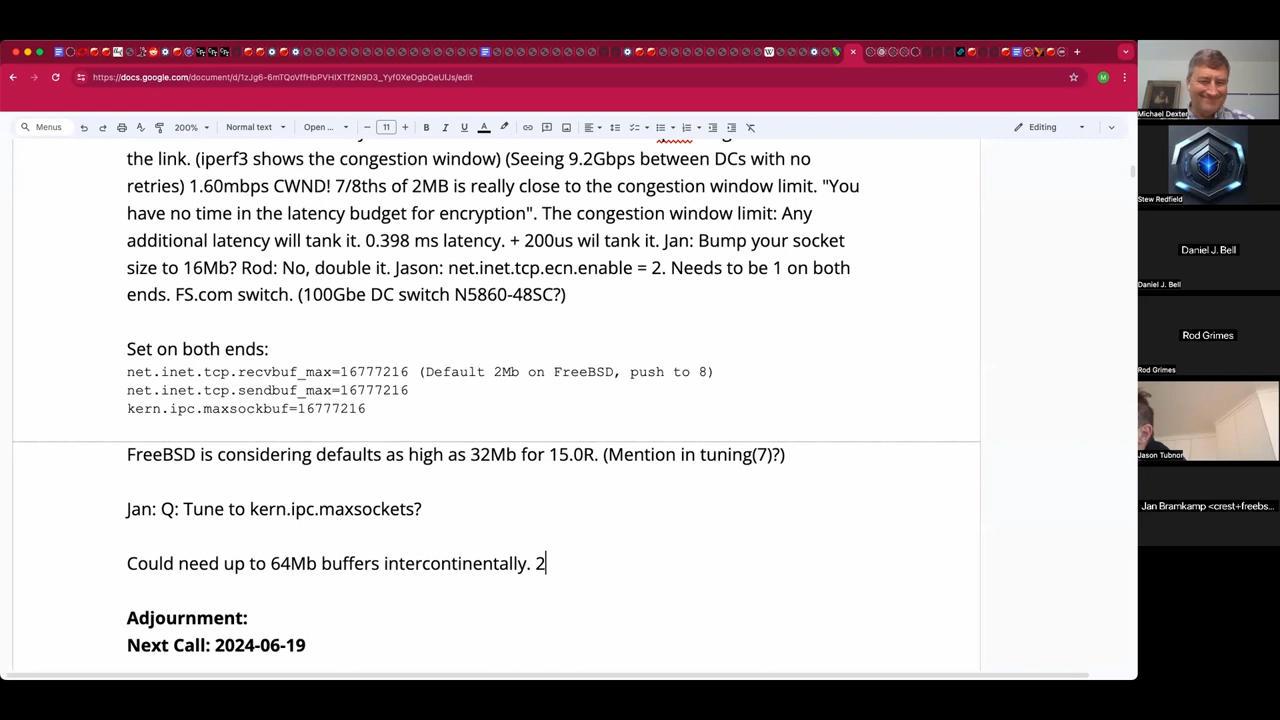 https://docs.google.com/document/d/1zJg6-6mTQoVffHbPVHIXTf2N9D3_Yyf0XeOgbQeUIJs/edit
Menus 200% Normal text Open ... 11 Editing
the link. (iperf3 shows the congestion window) (Seeing 9.2Gbps between DCs with no
retries) 1.60mbps CWND! 7/8ths of 2MB is really close to the congestion window limit. "You
have no time in the latency budget for encryption". The congestion window limit: Any
additional latency will tank it. 0.398 ms latency. + 200us wil tank it. Jan: Bump your socket
size to 16Mb? Rod: No, double it. Jason: net.inet.tcp.ecn.enable = 2. Needs to be 1 on both
ends. FS.com switch. (100Gbe DC switch N5860-48SC?)
Set on both ends:
net.inet.tcp.recvbuf_max=16777216 (Default 2Mb on FreeBSD, push to 8)
net.inet.tcp.sendbuf_max=16777216
kern.ipc.maxsockbuf=16777216
FreeBSD is considering defaults as high as 32Mb for 15.0R. (Mention in tuning(7)?)
Jan: Q: Tune to kern.ipc.maxsockets?
Could need up to 64Mb buffers intercontinentally. 2
Adjournment:
Next Call: 2024-06-19
Michael Dexter
Stew Redfield
Daniel J. Bell
Daniel J. Bell
Rod Grimes
Rod Grimes
Jason Tubnor
Jan Bramkamp <crest+freebs...